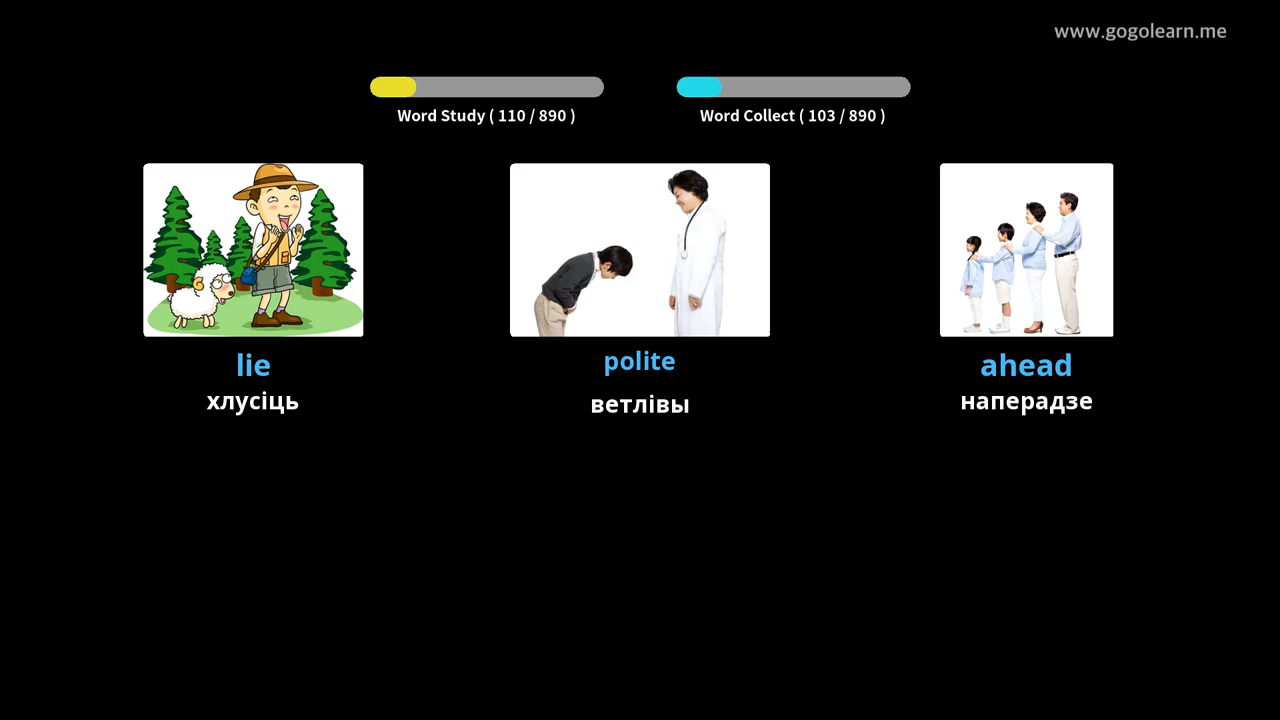 www.gogolearn.me
Word Study ( 110 / 890 )
Word Collect ( 103 / 890 )
lie
хлусіць
polite
ветлівы
ahead
наперадзе